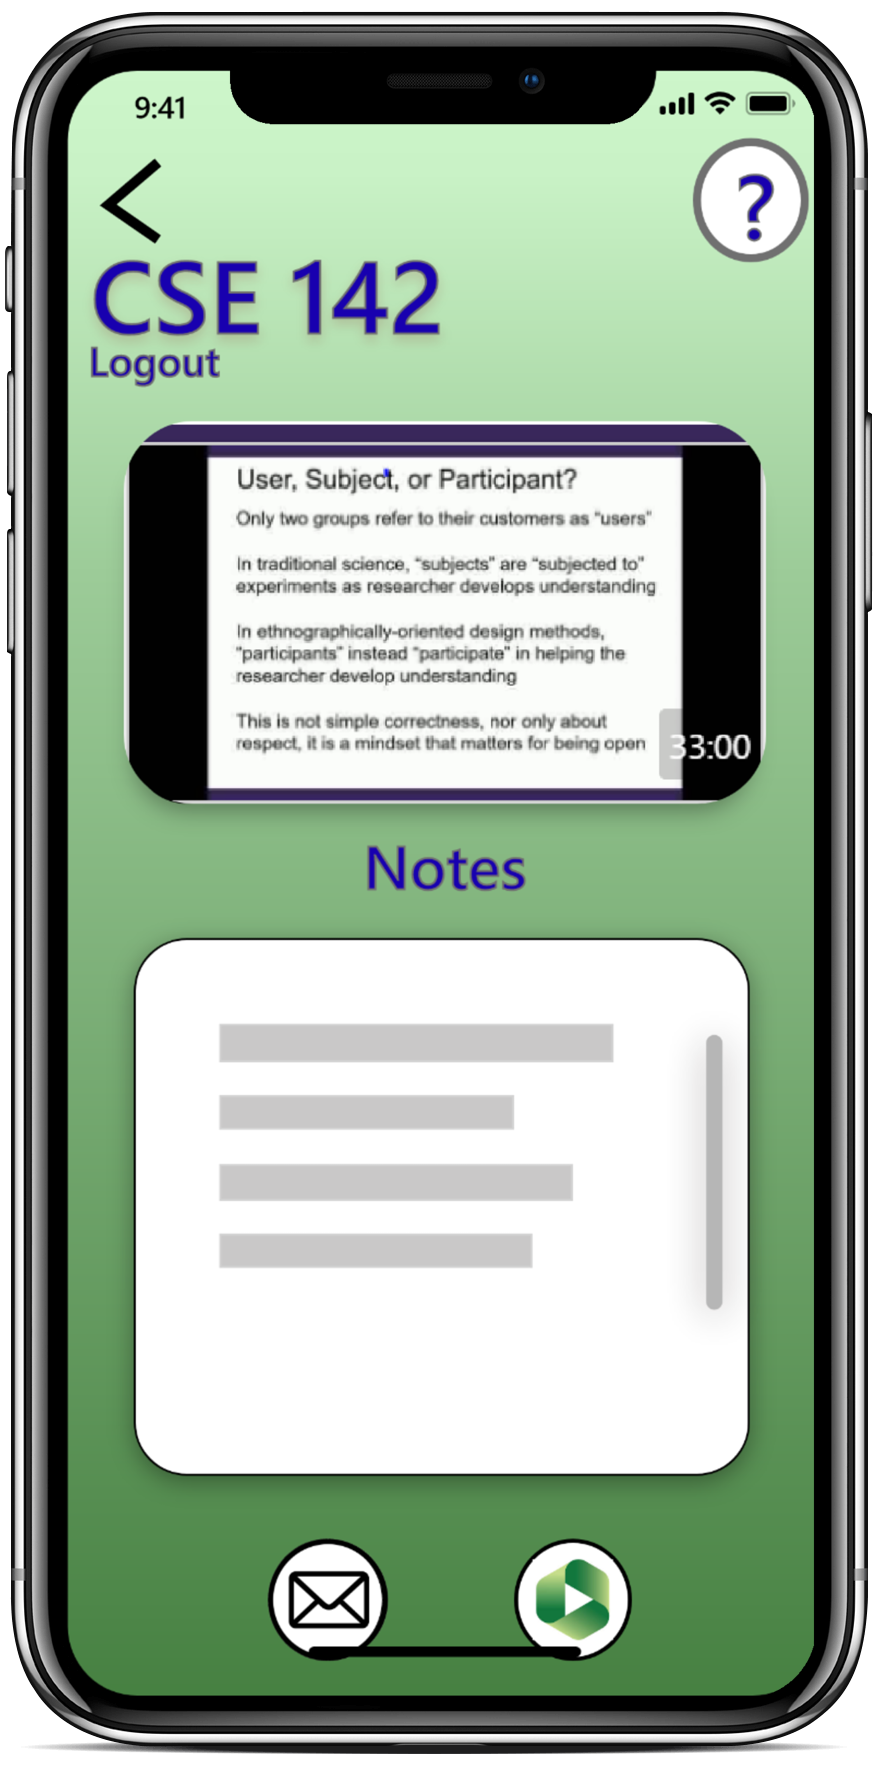 9:41
?
CSE 142
Logout
User, Subject, or Participant?
Only two groups refer to their customers as “users”
In traditional science, “subjects” are “subjected to”
experiments as researcher develops understanding
In ethnographically-oriented design methods,
“participants” instead “participate” in helping the
researcher develop understanding
This is not simple correctness, nor only about
respect, it is a mindset that matters for being open
33:00
Notes